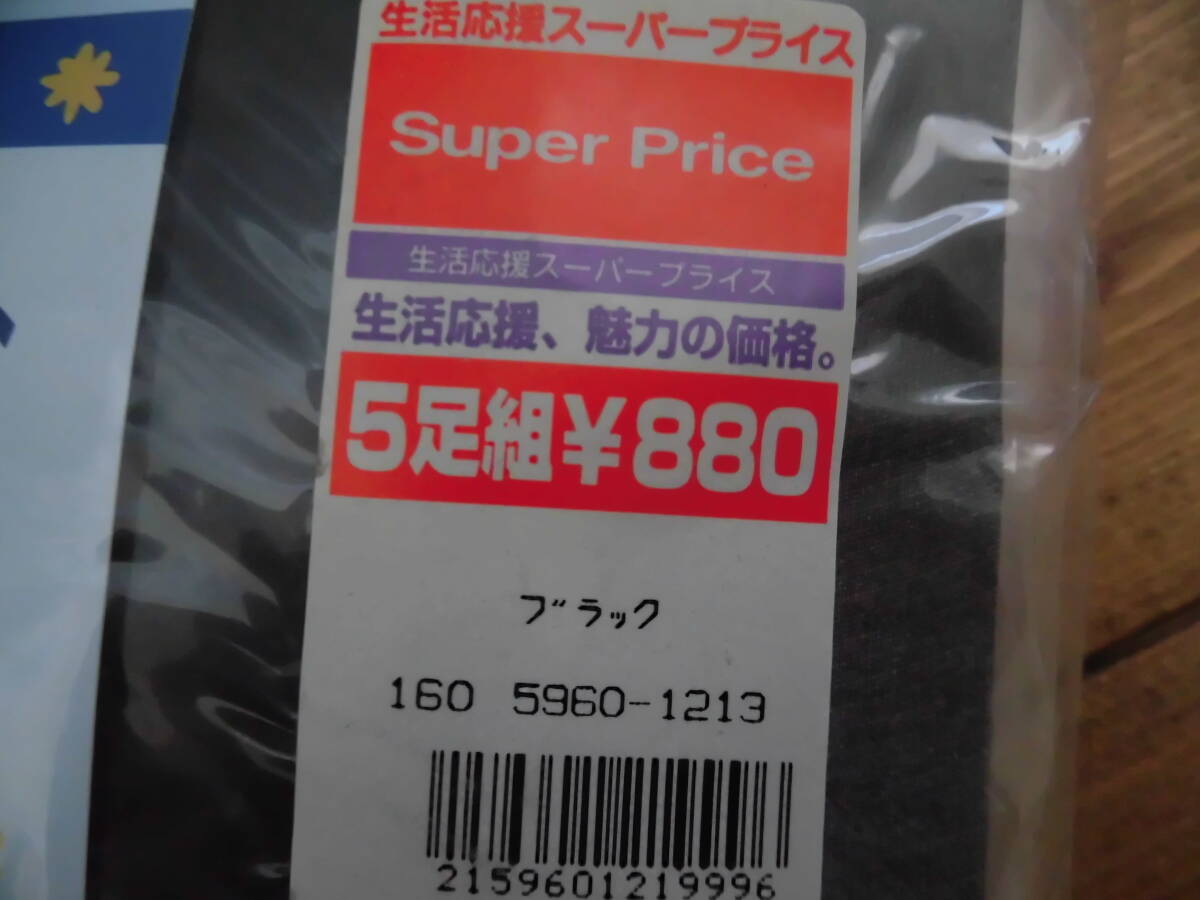 生活応援スーパープライス
Super Price
生活応援スーパープライス
生活応援、魅力の価格。
5足組¥880
ブラック
160 5960-1213
2159601219996